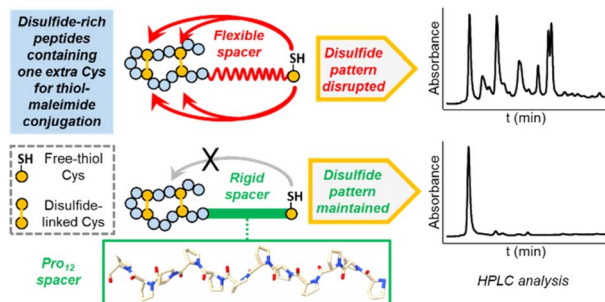 Disulfide-rich
peptides
containing
one extra Cys
for thiol-
maleimide
conjugation
Flexible
spacer
SH
Disulfide
pattern
disrupted
Absorbance
t (min)
SH
Free-thiol
Cys
Disulfide-
linked Cys
X
Rigid
spacer
SH
Disulfide
pattern
maintained
Absorbance
t (min)
Pro12
spacer
HPLC analysis